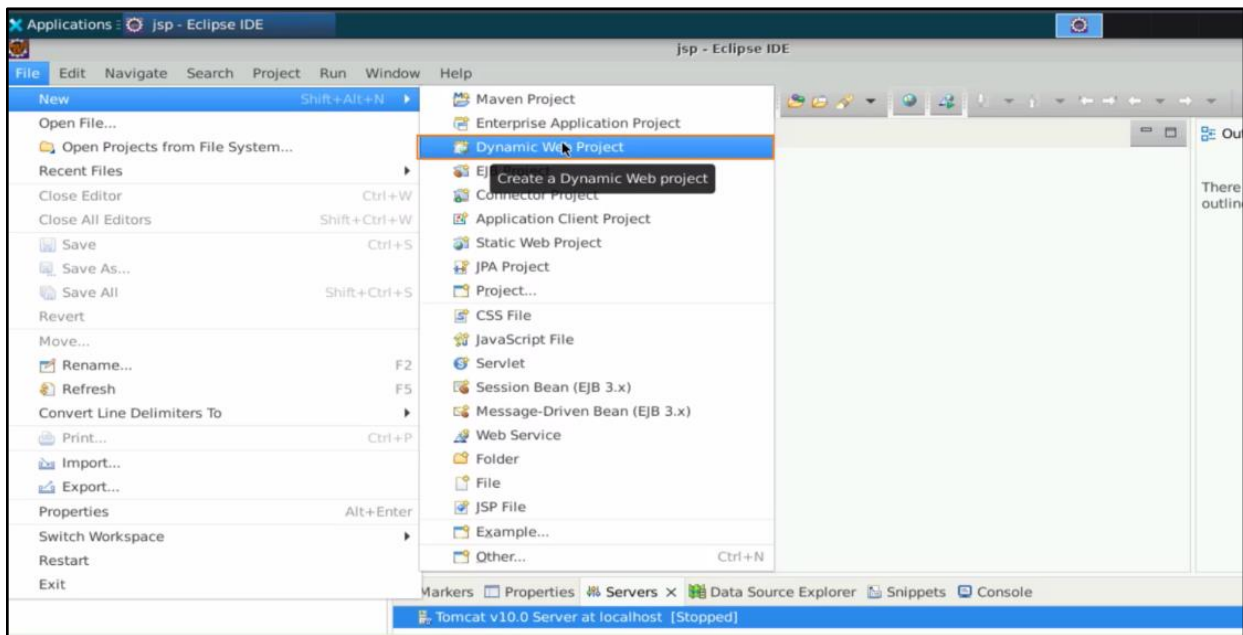 Applications : jsp - Eclipse IDE
jsp - Eclipse IDE
File Edit Navigate Search Project Run Window Help
New Shift+Alt+N
Open File...
Open Projects from File System...
Recent Files
Close Editor Ctrl+W
Close All Editors Shift+Ctrl+W
Save Ctrl+S
Save As...
Save All Shift+Ctrl+S
Revert
Move...
Rename... F2
Refresh F5
Convert Line Delimiters To
Print... Ctrl+P
Import...
Export...
Properties Alt+Enter
Switch Workspace
Restart
Exit
Maven Project
Enterprise Application Project
Dynamic Web Project
EJB Project
Create a Dynamic Web project
Connector Project
Application Client Project
Static Web Project
JPA Project
Project...
CSS File
JavaScript File
Servlet
Session Bean (EJB 3.x)
Message-Driven Bean (EJB 3.x)
Web Service
Folder
File
JSP File
Example...
Other... Ctrl+N
Ou
There
outlin
Markers Properties Servers Data Source Explorer Snippets Console
Tomcat v10.0 Server at localhost [Stopped]